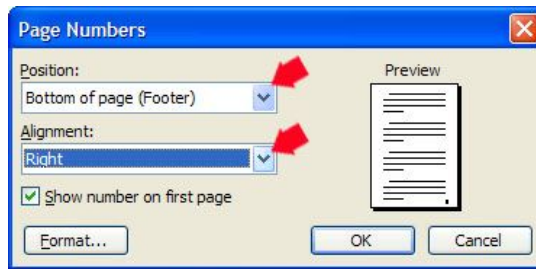 Page Numbers
Position:
Preview
Bottom of page (Footer)
Alignment:
Right
Show number on first page
Format...
OK
Cancel